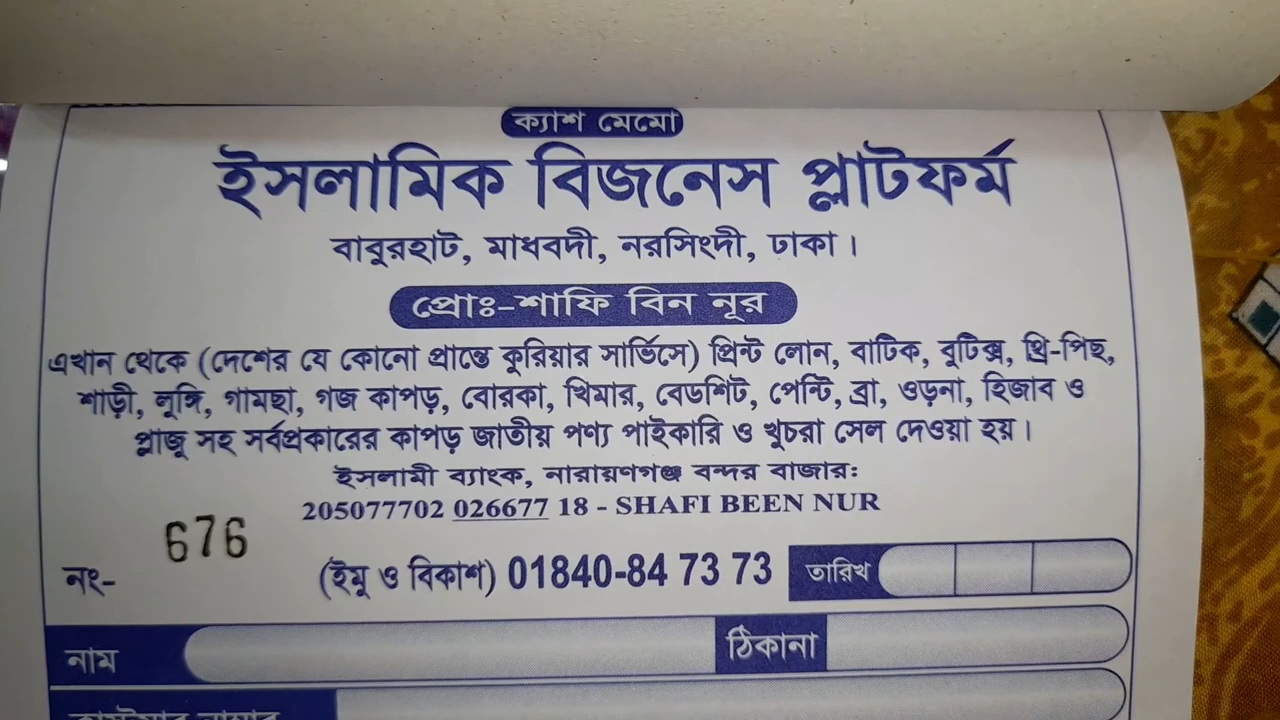 ক্যাশ মেমো
ইসলামিক বিজনেস প্লাটফর্ম
বাবুরহাট, মাধবদী, নরসিংদী, ঢাকা।
প্রোঃ-শাফি বিন নূর
এখান থেকে (দেশের যে কোনো প্রান্তে কুরিয়ার সার্ভিসে) প্রিন্ট লোন, বাটিক, বুটিক্স, থ্রি-পিছ,
শাড়ী, লুঙ্গি, গামছা, গজ কাপড়, বোরকা, খিমার, বেডশিট, পেন্টি, ব্রা, ওড়না, হিজাব ও
প্লাজু সহ সর্বপ্রকারের কাপড় জাতীয় পণ্য পাইকারি ও খুচরা সেল দেওয়া হয়।
ইসলামী ব্যাংক, নারায়ণগঞ্জ বন্দর বাজার:
205077702 026677 18 - SHAFI BEEN NUR
676
নং- (ইমু ও বিকাশ) 01840-84 73 73 তারিখ
নাম ঠিকানা